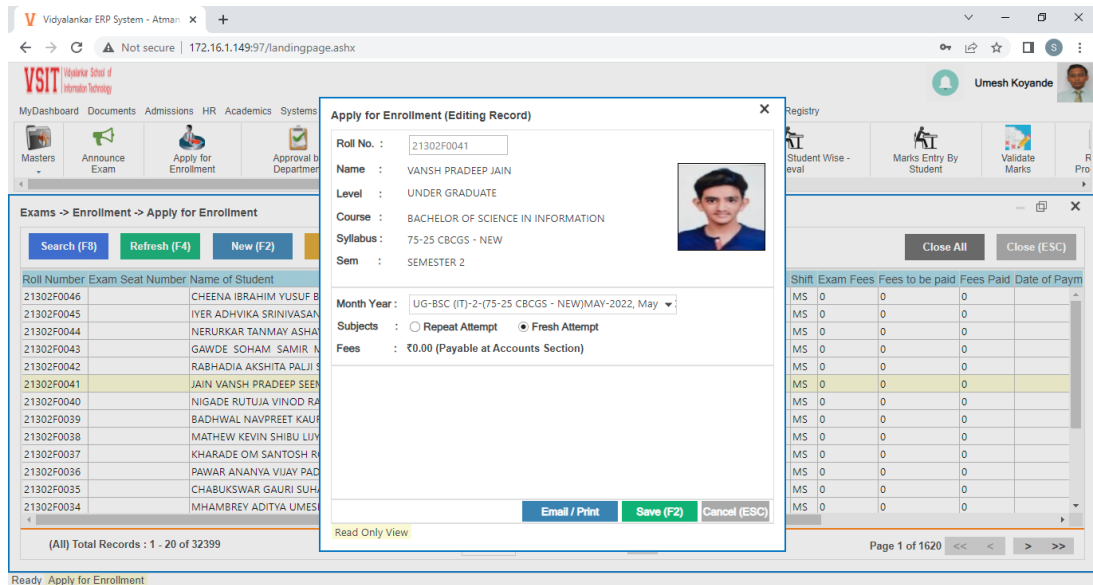 Vidyalankar ERP System - Atman
Not secure | 172.16.1.149:97/landingpage.ashx
S
VSIT Vidyalankar School of
Information Technology
Umesh Koyande
MyDashboard Documents Admissions HR Academics Systems
Registry
Masters
Announce Exam
Apply for Enrollment
Approval b
Departmen
Student Wise -
eval
Marks Entry By Student
Validate Marks
R
Pro
Exams -> Enrollment -> Apply for Enrollment
Search (F8) Refresh (F4) New (F2) Close All Close (ESC)
Roll Number Exam Seat Number Name of Student Shift Exam Fees Fees to be paid Fees Paid Date of Paym
21302F0046 CHEENA IBRAHIM YUSUF B MS 0 0 0
21302F0045 IYER ADHVIKA SRINIVASAN MS 0 0 0
21302F0044 NERURKAR TANMAY ASHA MS 0 0 0
21302F0043 GAWDE SOHAM SAMIR N MS 0 0 0
21302F0042 RABHADIA AKSHITA PALJI S MS 0 0 0
21302F0041 JAIN VANSH PRADEEP SEEN MS 0 0 0
21302F0040 NIGADE RUTUJA VINOD RA MS 0 0 0
21302F0039 BADHWAL NAVPREET KAUR MS 0 0 0
21302F0038 MATHEW KEVIN SHIBU LIJY MS 0 0 0
21302F0037 KHARADE OM SANTOSH R MS 0 0 0
21302F0036 PAWAR ANANYA VIJAY PAD MS 0 0 0
21302F0035 CHABUKSWAR GAURI SUHA MS 0 0 0
21302F0034 MHAMBREY ADITYA UMESH MS 0 0 0
(All) Total Records : 1 - 20 of 32399
Page 1 of 1620 << < > >>
Ready Apply for Enrollment
Apply for Enrollment (Editing Record)
Roll No. : 21302F0041
Name : VANSH PRADEEP JAIN
Level : UNDER GRADUATE
Course : BACHELOR OF SCIENCE IN INFORMATION
Syllabus : 75-25 CBCGS - NEW
Sem : SEMESTER 2
Month Year : UG-BSC (IT)-2-(75-25 CBCGS - NEW)MAY-2022, May
Subjects : Repeat Attempt Fresh Attempt
Fees : ₹0.00 (Payable at Accounts Section)
Email / Print Save (F2) Cancel (ESC)
Read Only View